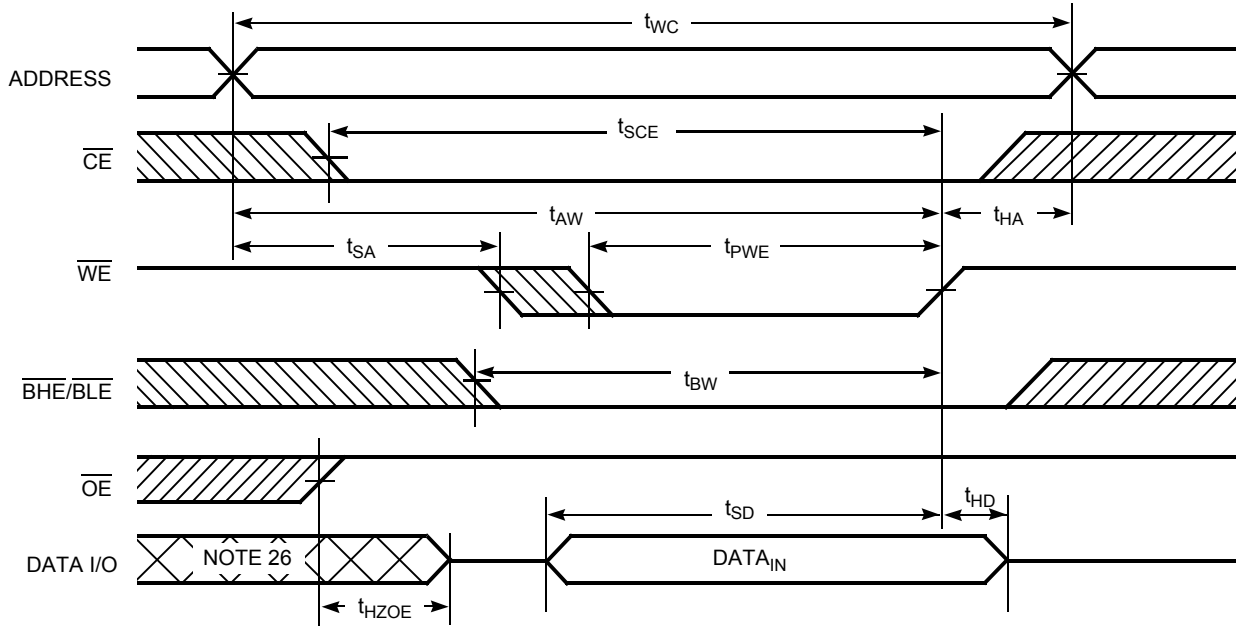 tWC
ADDRESS
tSCE
CE
tAW
tHA
tSA
tPWE
WE
tBW
BHE/BLE
OE
tSD
tHD
DATA I/O
NOTE 26
DATAIN
tHZOE